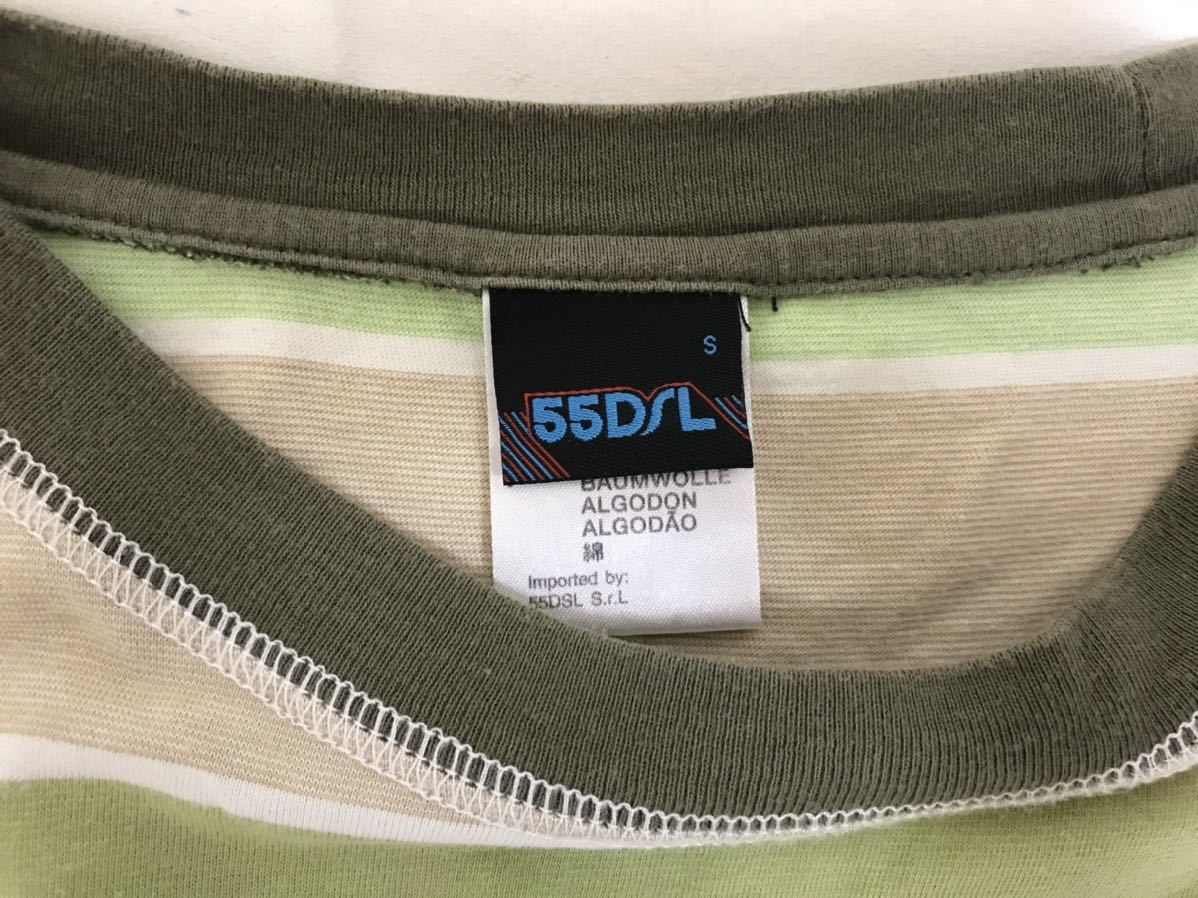 S
55DSL
BAUMWOLLE
ALGODON
ALGODÃO
綿
Imported by:
55DSL S.r.L